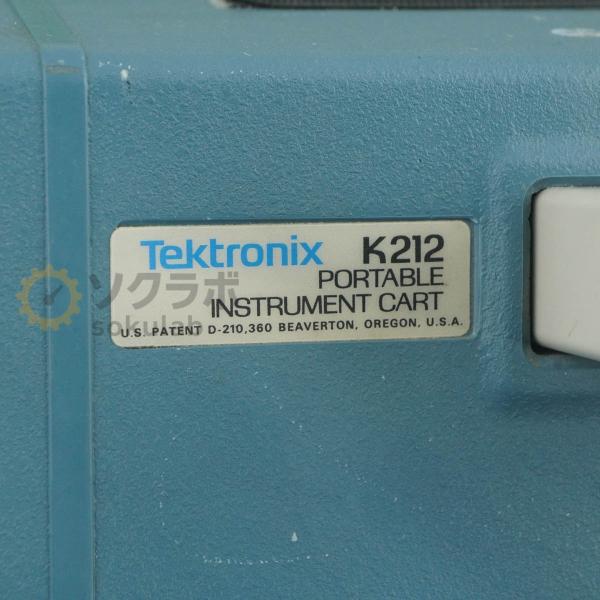 Tektronix K212
PORTABLE
INSTRUMENT CART
U.S. PATENT D-210,360 BEAVERTON, OREGON, U.S.A.
ソクラボ
sokulab